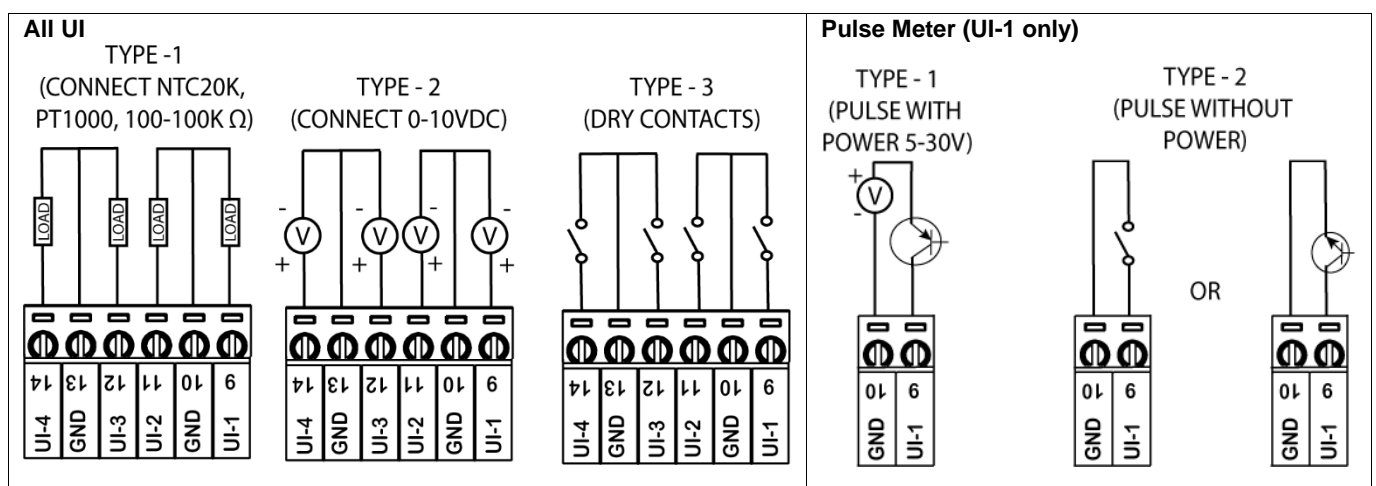 All UI
TYPE -1
(CONNECT NTC20K,
PT1000, 100-100K Ω)
LOAD
LOAD
LOAD
LOAD
14 13 12 11 10 9
UI-4 GND UI-3 UI-2 GND UI-1
TYPE - 2
(CONNECT 0-10VDC)
- - - -
V V V V
+ + + +
14 13 12 11 10 9
UI-4 GND UI-3 UI-2 GND UI-1
TYPE - 3
(DRY CONTACTS)
14 13 12 11 10 9
UI-4 GND UI-3 UI-2 GND UI-1
Pulse Meter (UI-1 only)
TYPE - 1
(PULSE WITH
POWER 5-30V)
+
V
-
10 9
GND UI-1
TYPE - 2
(PULSE WITHOUT
POWER)
10 9
GND UI-1
OR
10 9
GND UI-1